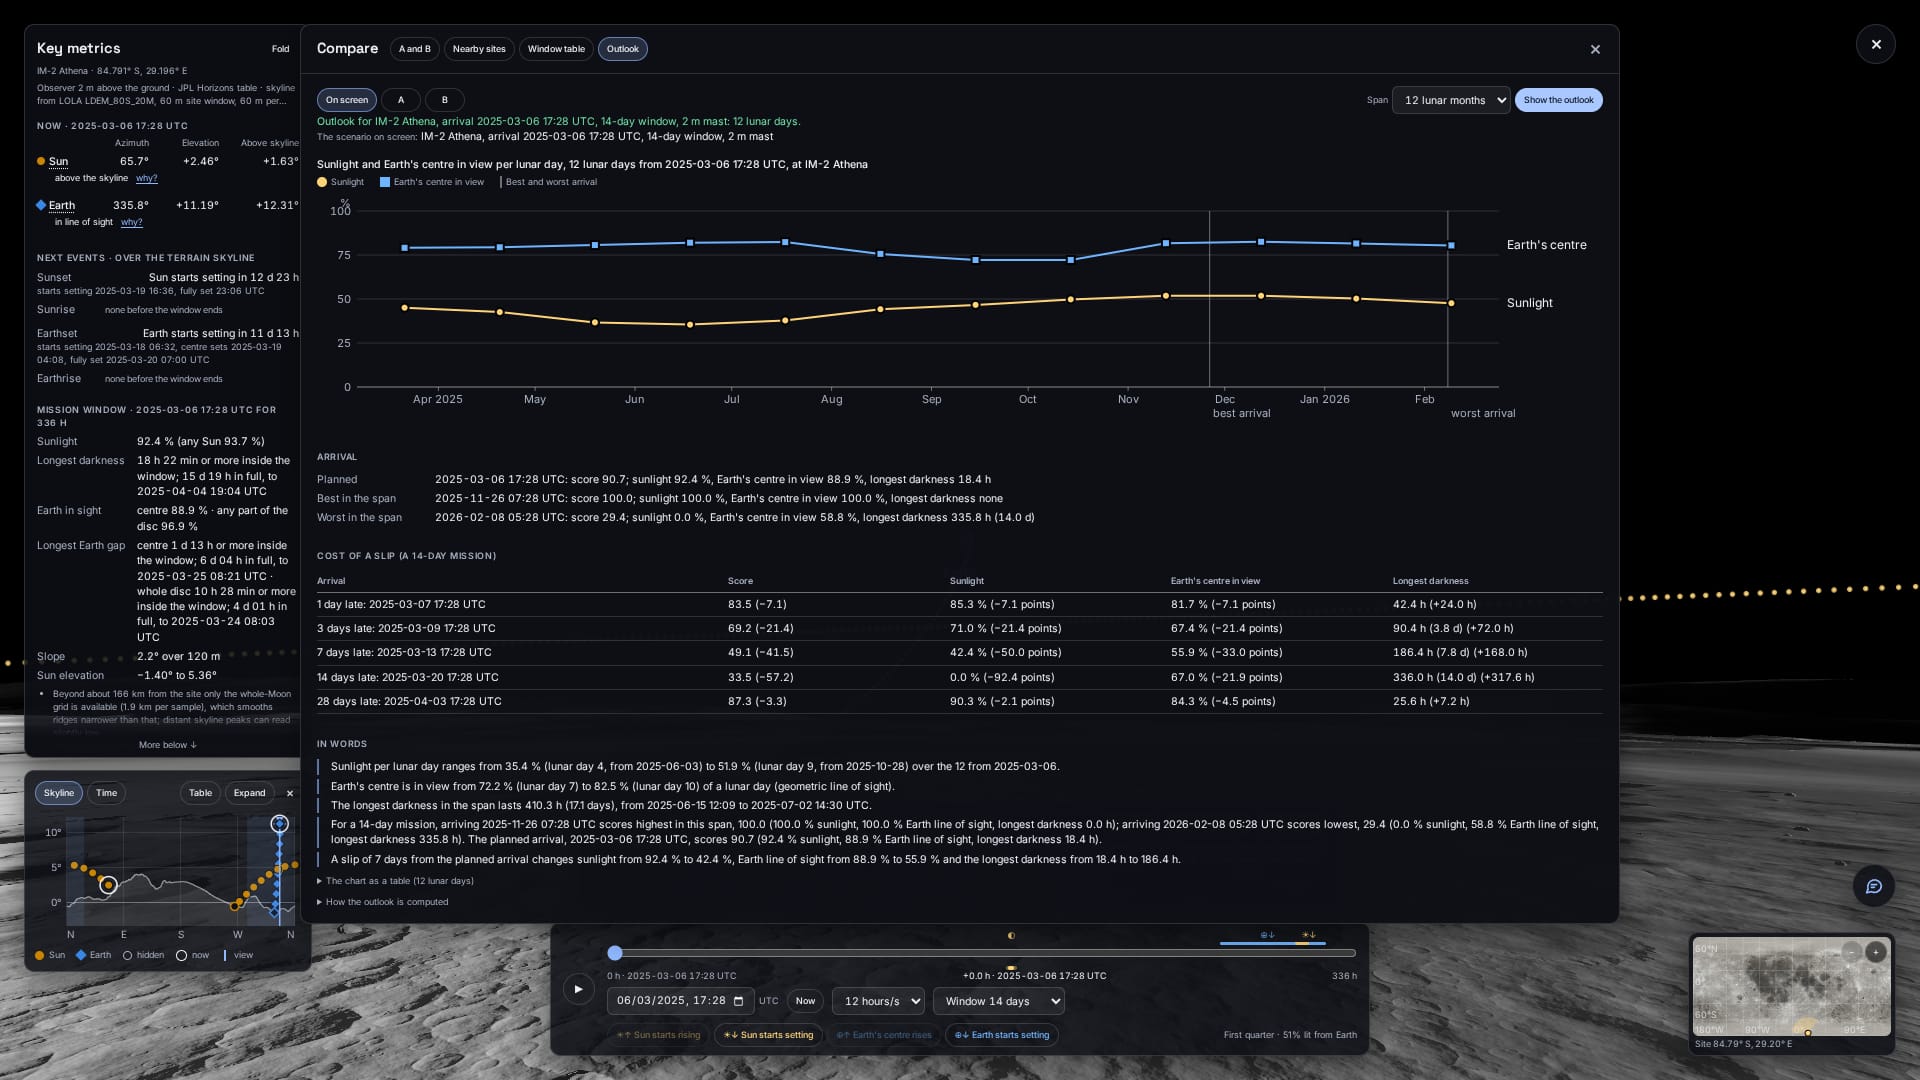 Key metrics
Fold
IM-2 Athena · 84.791° S, 29.196° E
Observer 2 m above the ground · JPL Horizons table · skyline
from LOLA LDEM_80S_20M, 60 m site window, 60 m per...
NOW · 2025-03-06 17:28 UTC
Azimuth Elevation Above skyline
Sun 65.7° +2.46° +1.63°
above the skyline why?
Earth 335.8° +11.19° +12.31°
in line of sight why?
NEXT EVENTS · OVER THE TERRAIN SKYLINE
Sunset Sun starts setting in 12 d 23 h
starts setting 2025-03-19 16:36, fully set 23:06 UTC
Sunrise none before the window ends
Earthset Earth starts setting in 11 d 13 h
starts setting 2025-03-18 06:32, centre sets 2025-03-19
04:08, fully set 2025-03-20 07:00 UTC
Earthrise none before the window ends
MISSION WINDOW · 2025-03-06 17:28 UTC FOR
336 H
Sunlight 92.4 % (any Sun 93.7 %)
Longest darkness 18 h 22 min or more inside the
window; 15 d 19 h in full, to
2025-04-04 19:04 UTC
Earth in sight centre 88.9 % · any part of the
disc 96.9 %
Longest Earth gap centre 1 d 13 h or more inside
the window; 6 d 04 h in full, to
2025-03-25 08:21 UTC ·
whole disc 10 h 28 min or more
inside the window; 4 d 01 h in
full, to 2025-03-24 08:03
UTC
Slope 2.2° over 120 m
Sun elevation −1.40° to 5.36°
• Beyond about 166 km from the site only the whole-Moon
grid is available (1.9 km per sample), which smooths
ridges narrower than that; distant skyline peaks can read
More below ↓
Skyline Time Table Expand ×
10°
5°
0°
N E S W N
Sun Earth hidden now view
Compare A and B Nearby sites Window table Outlook ×
On screen A B
Span 12 lunar months Show the outlook
Outlook for IM-2 Athena, arrival 2025-03-06 17:28 UTC, 14-day window, 2 m mast: 12 lunar days.
The scenario on screen: IM-2 Athena, arrival 2025-03-06 17:28 UTC, 14-day window, 2 m mast
Sunlight and Earth's centre in view per lunar day, 12 lunar days from 2025-03-06 17:28 UTC, at IM-2 Athena
Sunlight Earth's centre in view Best and worst arrival
%
100
75
50
25
0
Earth's centre
Sunlight
Apr 2025 May Jun Jul Aug Sep Oct Nov Dec Jan 2026 Feb
best arrival worst arrival
ARRIVAL
Planned 2025-03-06 17:28 UTC: score 90.7; sunlight 92.4 %, Earth's centre in view 88.9 %, longest darkness 18.4 h
Best in the span 2025-11-26 07:28 UTC: score 100.0; sunlight 100.0 %, Earth's centre in view 100.0 %, longest darkness none
Worst in the span 2026-02-08 05:28 UTC: score 29.4; sunlight 0.0 %, Earth's centre in view 58.8 %, longest darkness 335.8 h (14.0 d)
COST OF A SLIP (A 14-DAY MISSION)
Arrival Score Sunlight Earth's centre in view Longest darkness
1 day late: 2025-03-07 17:28 UTC 83.5 (−7.1) 85.3 % (−7.1 points) 81.7 % (−7.1 points) 42.4 h (+24.0 h)
3 days late: 2025-03-09 17:28 UTC 69.2 (−21.4) 71.0 % (−21.4 points) 67.4 % (−21.4 points) 90.4 h (3.8 d) (+72.0 h)
7 days late: 2025-03-13 17:28 UTC 49.1 (−41.5) 42.4 % (−50.0 points) 55.9 % (−33.0 points) 186.4 h (7.8 d) (+168.0 h)
14 days late: 2025-03-20 17:28 UTC 33.5 (−57.2) 0.0 % (−92.4 points) 67.0 % (−21.9 points) 336.0 h (14.0 d) (+317.6 h)
28 days late: 2025-04-03 17:28 UTC 87.3 (−3.3) 90.3 % (−2.1 points) 84.3 % (−4.5 points) 25.6 h (+7.2 h)
IN WORDS
Sunlight per lunar day ranges from 35.4 % (lunar day 4, from 2025-06-03) to 51.9 % (lunar day 9, from 2025-10-28) over the 12 from 2025-03-06.
Earth's centre is in view from 72.2 % (lunar day 7) to 82.5 % (lunar day 10) of a lunar day (geometric line of sight).
The longest darkness in the span lasts 410.3 h (17.1 days), from 2025-06-15 12:09 to 2025-07-02 14:30 UTC.
For a 14-day mission, arriving 2025-11-26 07:28 UTC scores highest in this span, 100.0 (100.0 % sunlight, 100.0 % Earth line of sight, longest darkness 0.0 h); arriving 2026-02-08 05:28 UTC scores lowest, 29.4 (0.0 % sunlight, 58.8 % Earth line of sight,
longest darkness 335.8 h). The planned arrival, 2025-03-06 17:28 UTC, scores 90.7 (92.4 % sunlight, 88.9 % Earth line of sight, longest darkness 18.4 h).
A slip of 7 days from the planned arrival changes sunlight from 92.4 % to 42.4 %, Earth line of sight from 88.9 % to 55.9 % and the longest darkness from 18.4 h to 186.4 h.
▸ The chart as a table (12 lunar days)
▸ How the outlook is computed
0 h · 2025-03-06 17:28 UTC +0.0 h · 2025-03-06 17:28 UTC 336 h
06/03/2025, 17:28 UTC Now 12 hours/s Window 14 days
☀↑ Sun starts rising ☀↓ Sun starts setting ⊕↑ Earth's centre rises ⊕↓ Earth starts setting First quarter · 51% lit from Earth
60°N
0°
60°S
180°W 90°W 0° 90°E
Site 84.79° S, 29.20° E